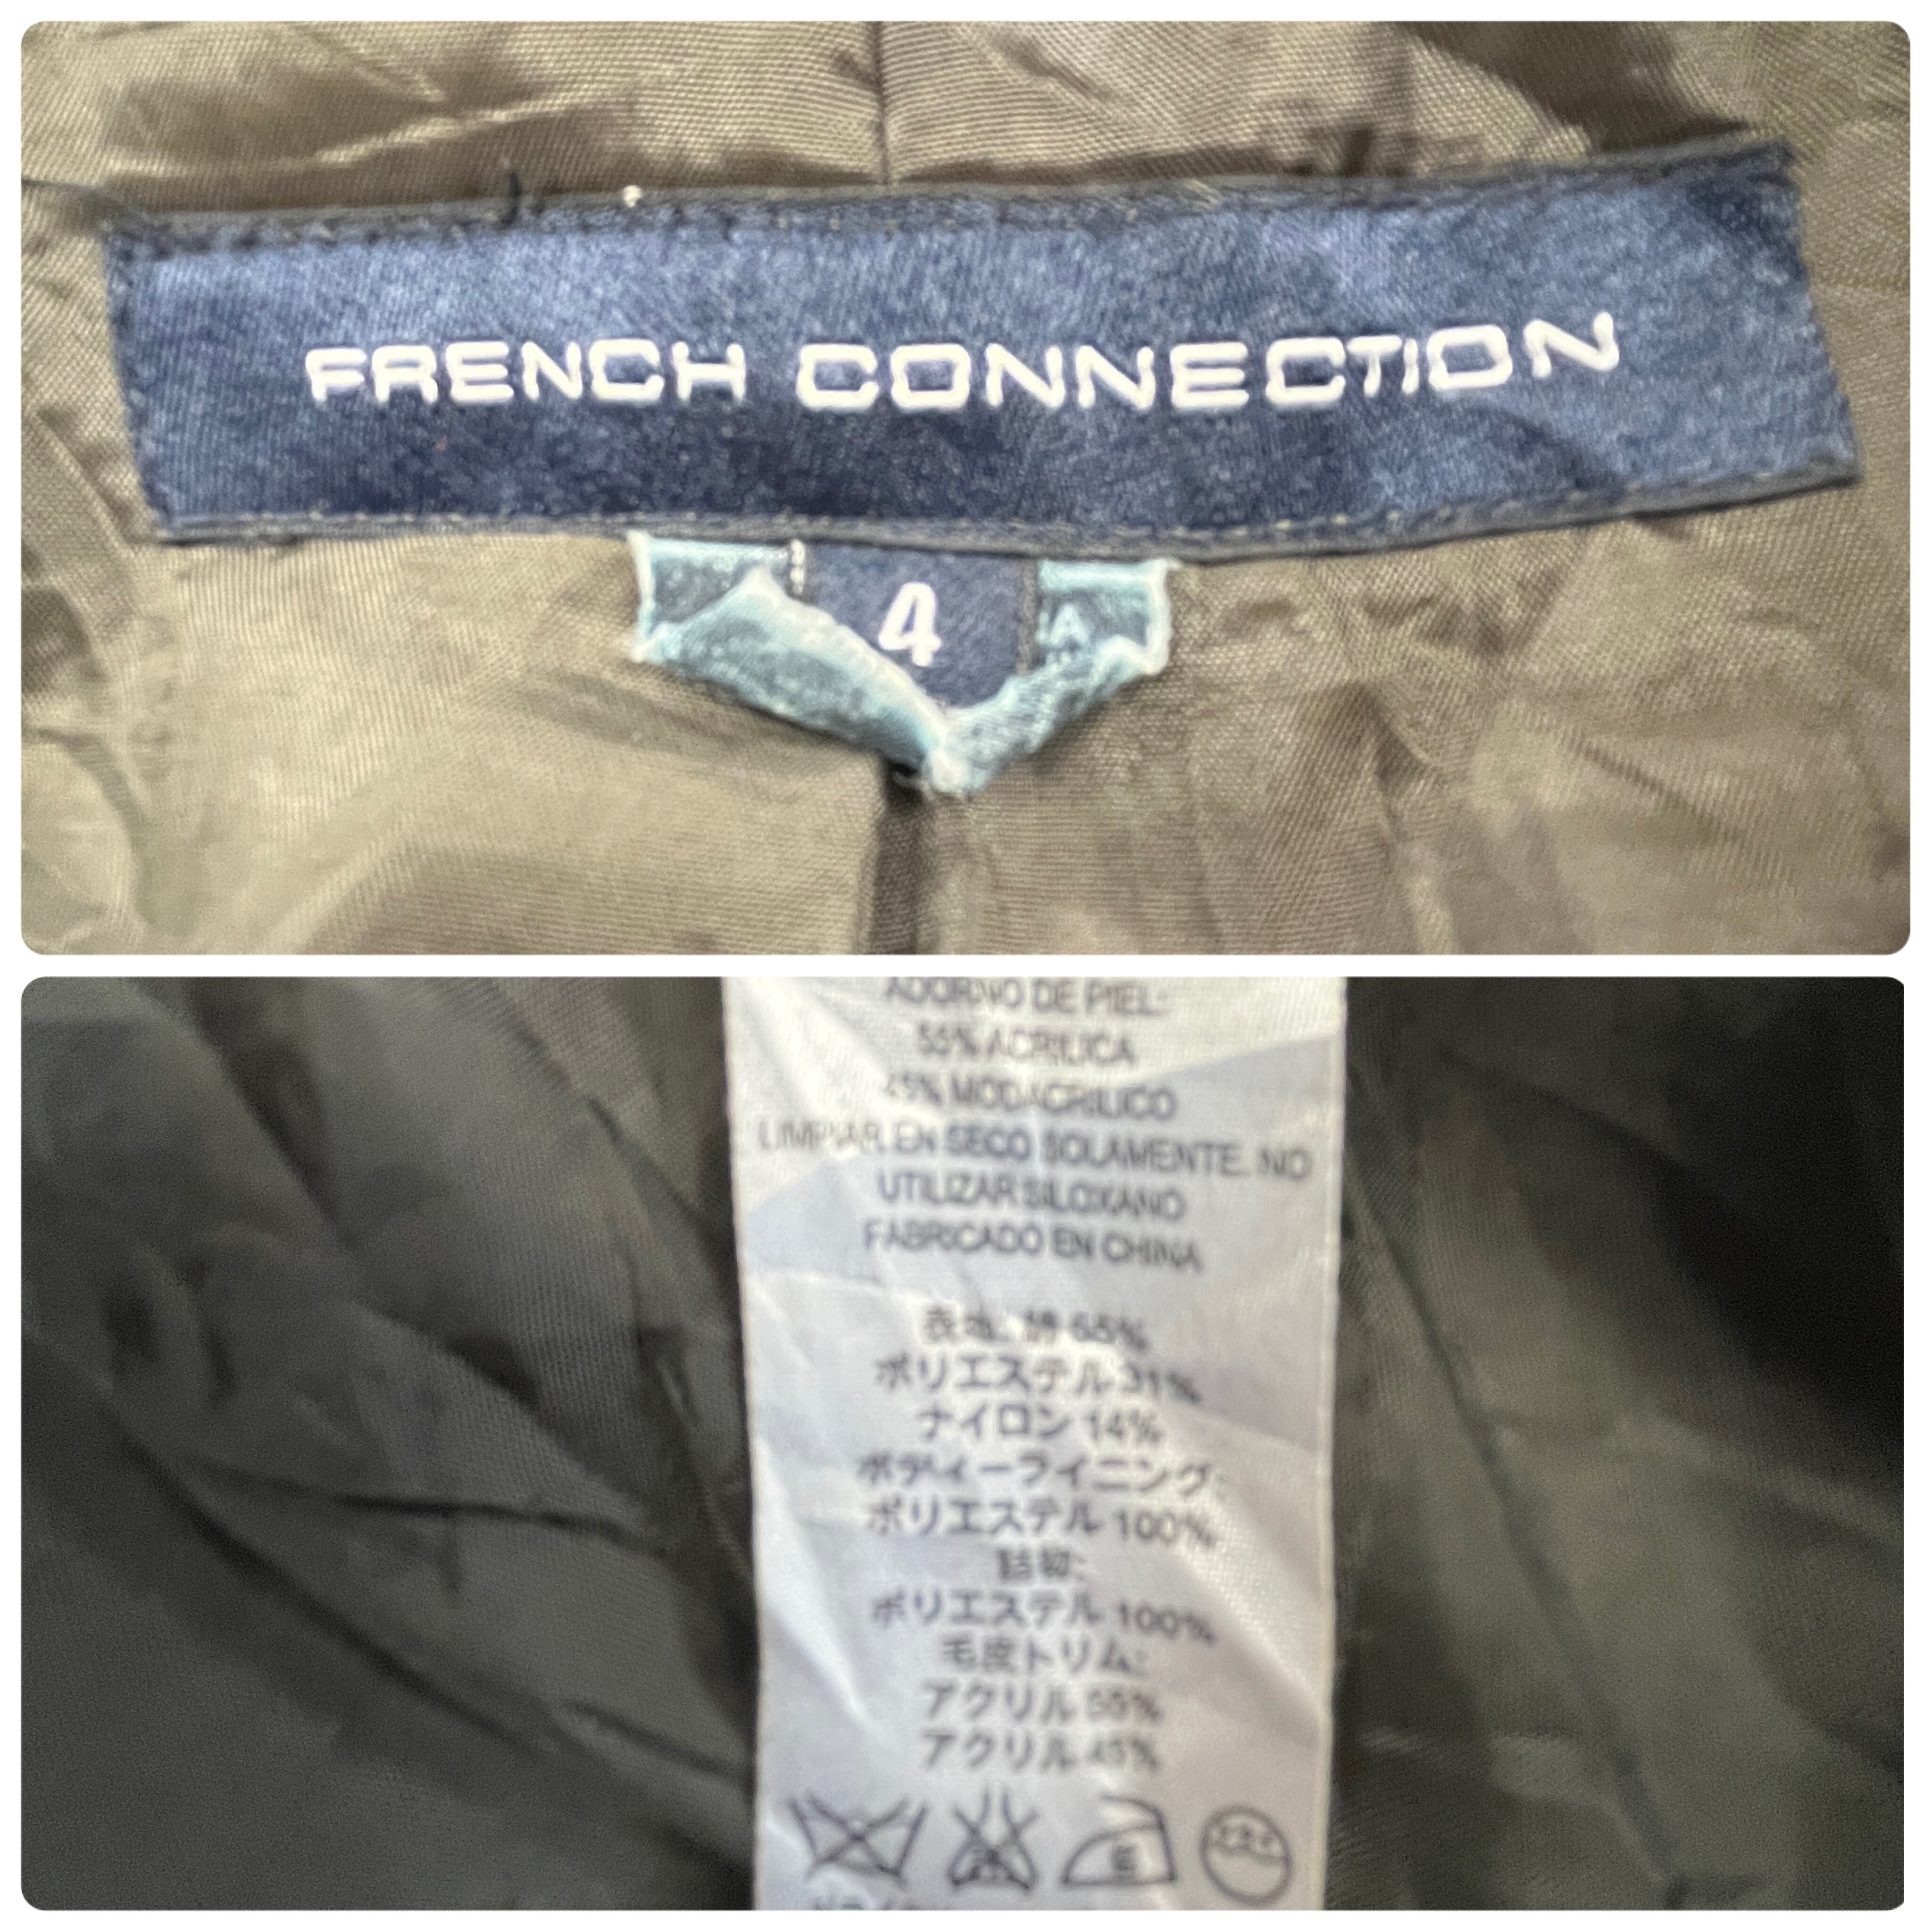 FRENCH CONNECTION
4
ADORNO DE PIEL:
55% ACRILICA
45% MODACRILICO
LIMPIAR EN SECO SOLAMENTE. NO
UTILIZAR SILOXANO
FABRICADO EN CHINA
表地: 綿 55%
ポリエステル 31%
ナイロン 14%
ボディーライニング:
ポリエステル 100%
詰物:
ポリエステル 100%
毛皮トリム:
アクリル 55%
アクリル 45%